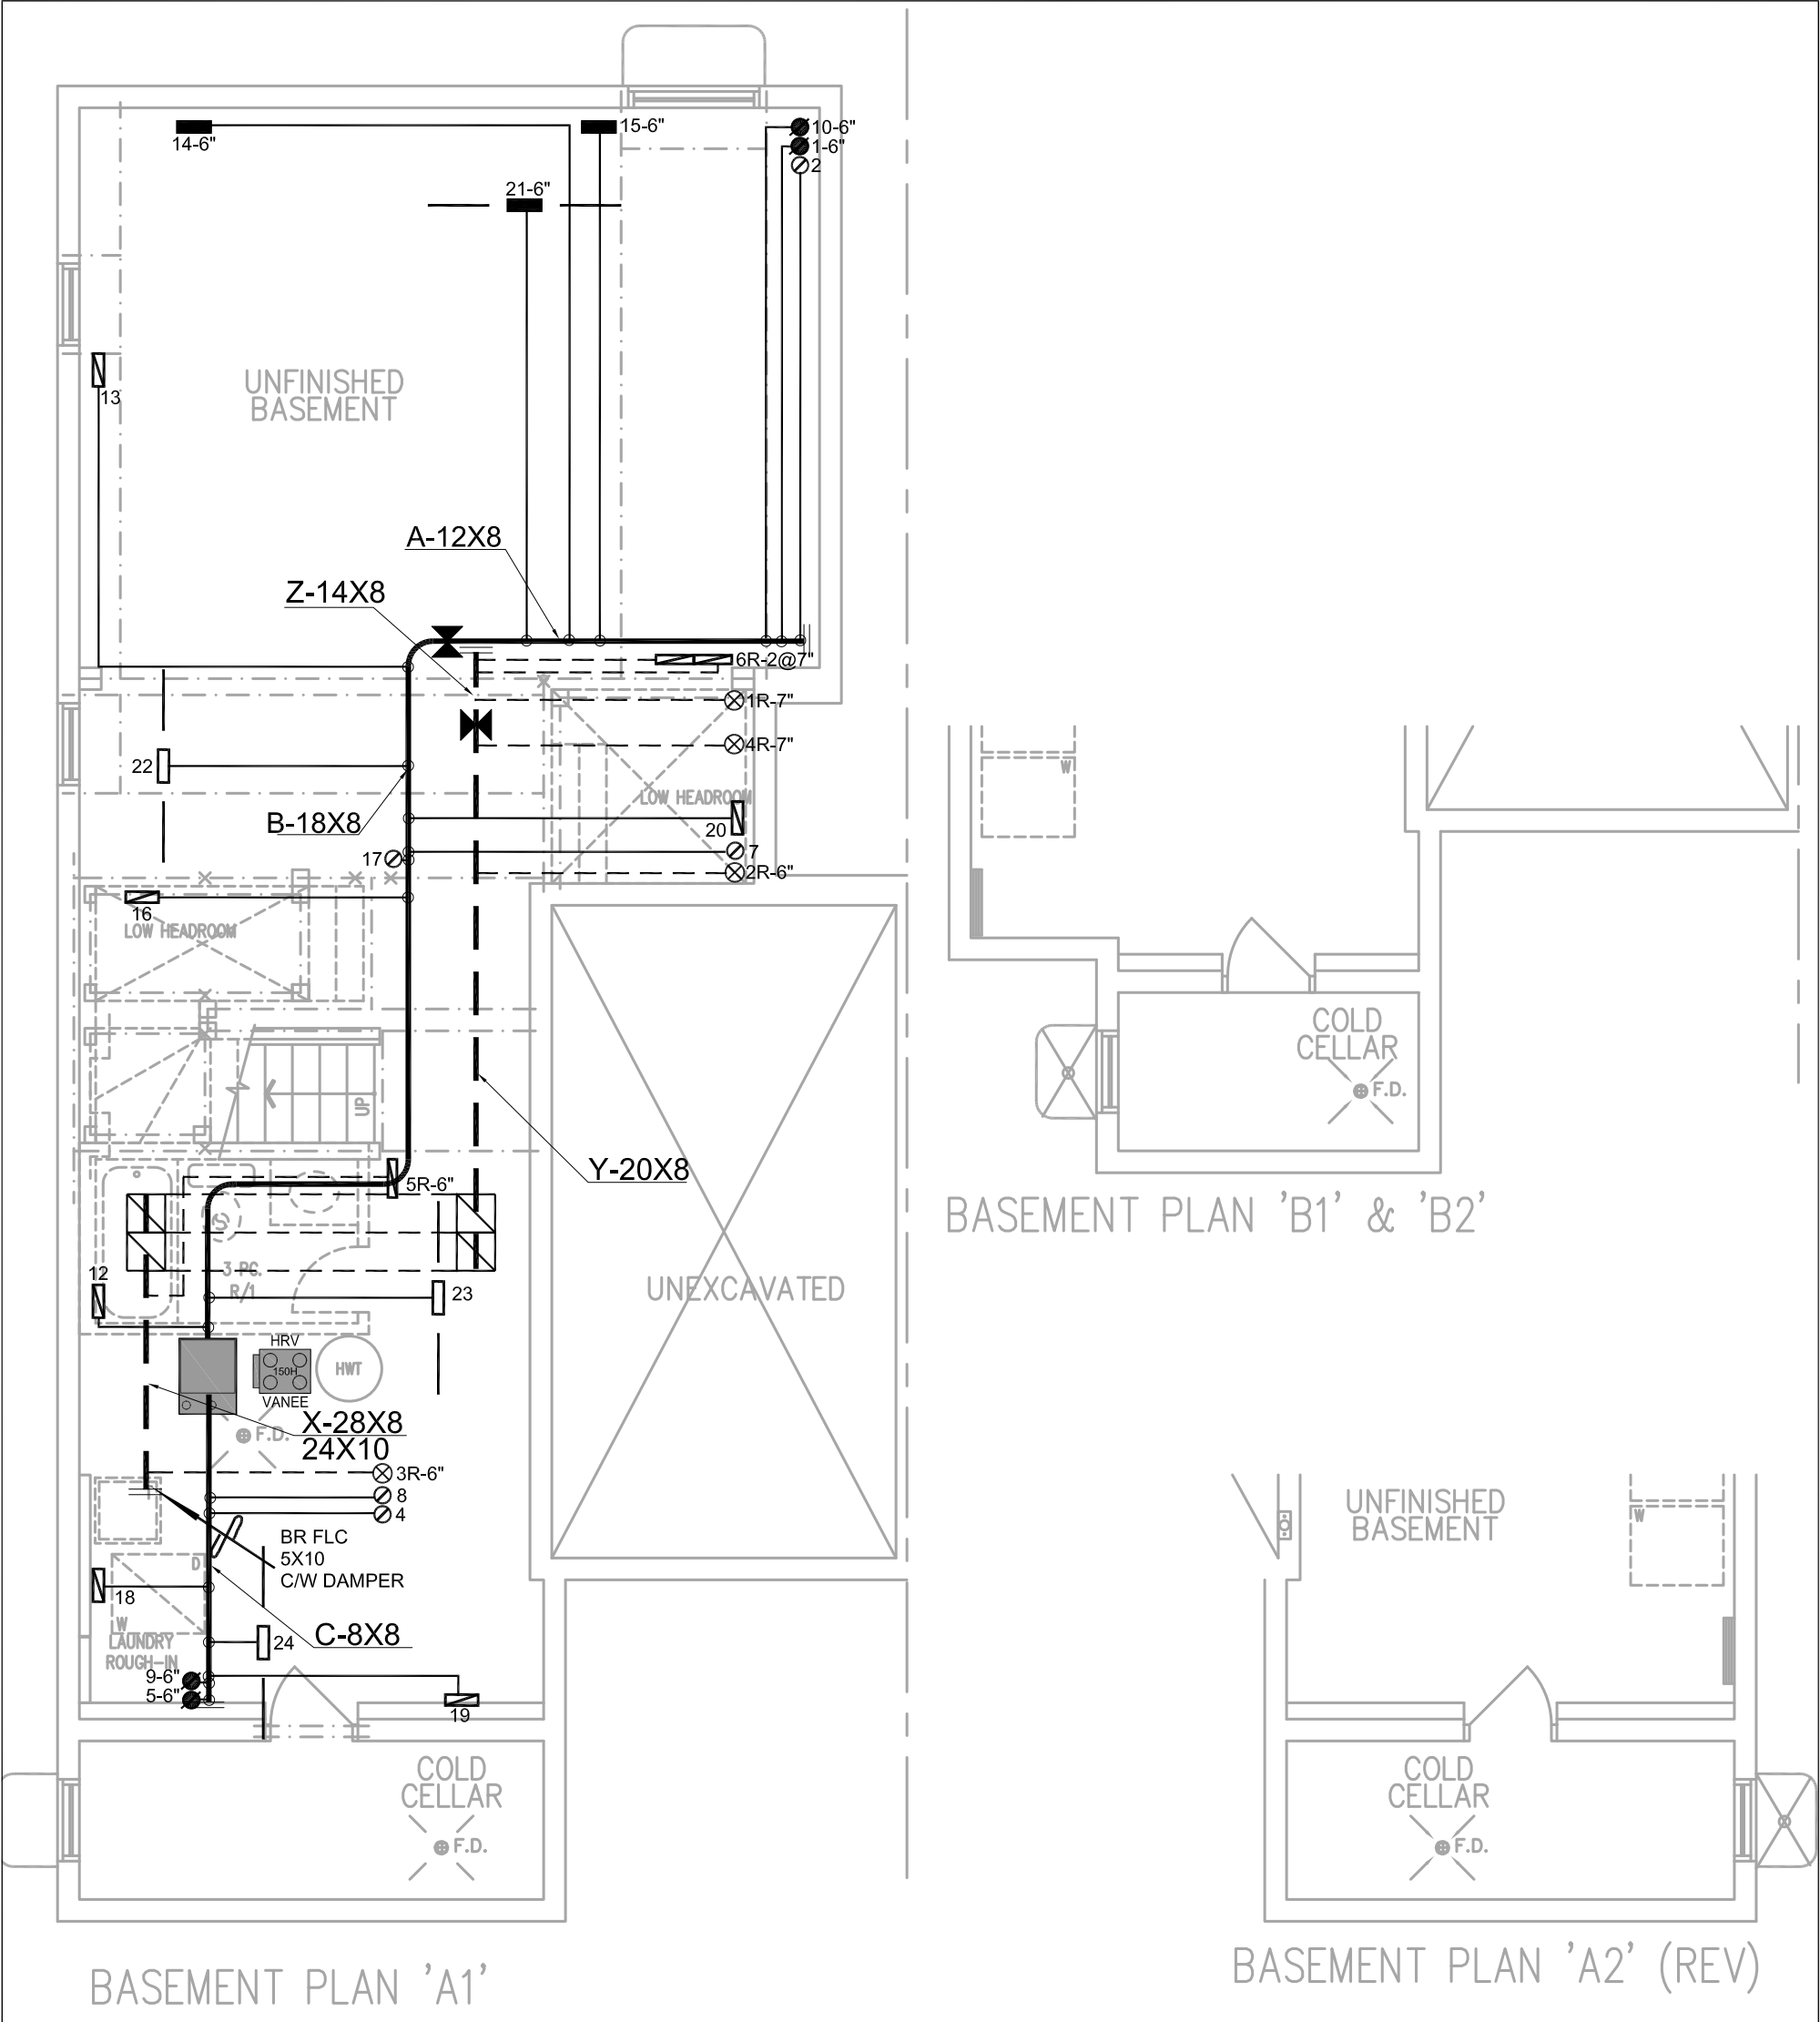 14-6"
15-6"
10-6"
1-6"
2
21-6"
13
UNFINISHED
BASEMENT
A-12X8
Z-14X8
6R-2@7"
1R-7"
4R-7"
22
LOW HEADROOM
B-18X8
20
17
7
2R-6"
16
LOW HEADROOM
UP
Y-20X8
5R-6"
S
3 PC.
R/1
12
23
UNEXCAVATED
HRV
150H
VANEE
HWT
X-28X8
24X10
F.D.
3R-6"
8
4
BR FLC
5X10
C/W DAMPER
D
18
W
LAUNDRY
ROUGH-IN
C-8X8
24
9-6"
5-6"
19
COLD
CELLAR
F.D.
BASEMENT PLAN 'A1'
W
COLD
CELLAR
F.D.
BASEMENT PLAN 'B1' & 'B2'
UNFINISHED
BASEMENT
W
COLD
CELLAR
F.D.
BASEMENT PLAN 'A2' (REV)